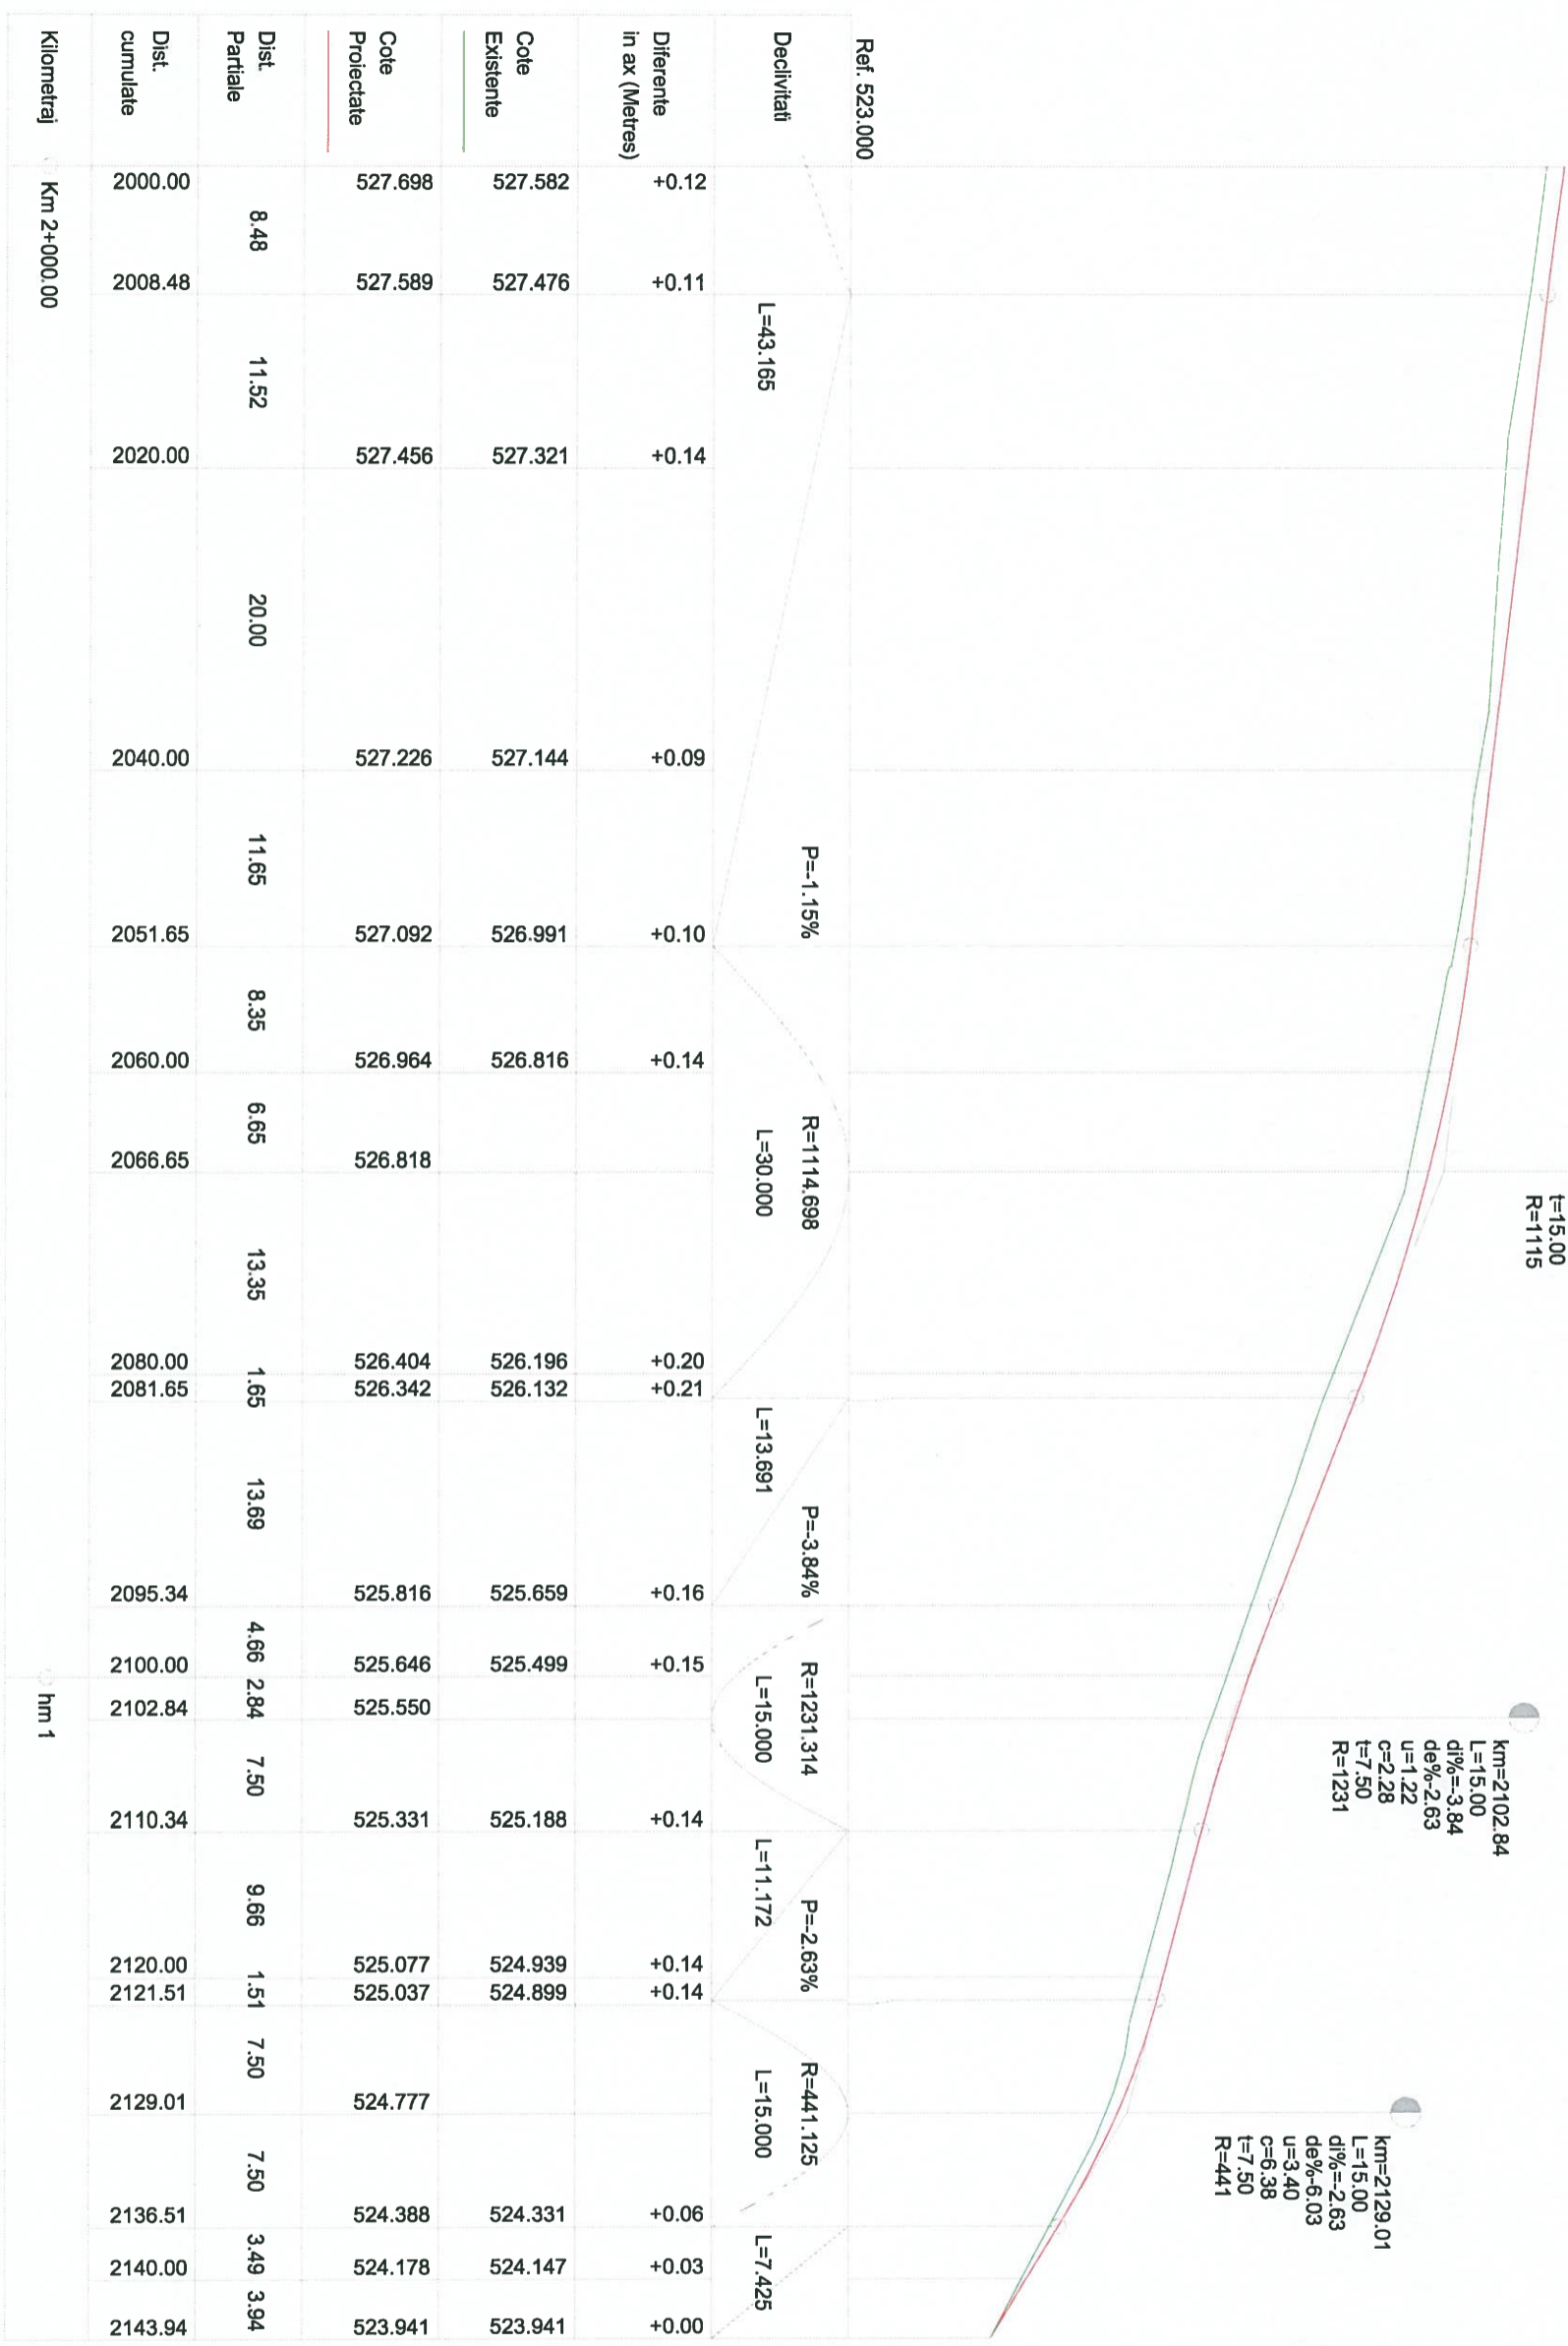 t=15.00
R=1115
km=2102.84
L=15.00
di%=-3.84
de%-2.63
u=1.22
c=2.28
t=7.50
R=1231
km=2129.01
L=15.00
di%=-2.63
de%-6.03
u=3.40
c=6.38
t=7.50
R=441
Ref. 523.000
Declivitati
L=43.165
P=-1.15%
R=1114.698
L=30.000
L=13.691
P=-3.84%
R=1231.314
L=15.000
L=11.172
P=-2.63%
R=441.125
L=15.000
L=7.425
Diferente
in ax (Metres)
+0.12
+0.11
+0.14
+0.09
+0.10
+0.14
+0.20
+0.21
+0.16
+0.15
+0.14
+0.14
+0.14
+0.06
+0.03
+0.00
Cote
Existente
527.582
527.476
527.321
527.144
526.991
526.816
526.196
526.132
525.659
525.499
525.188
524.939
524.899
524.331
524.147
523.941
Cote
Proiectate
527.698
527.589
527.456
527.226
527.092
526.964
526.818
526.404
526.342
525.816
525.646
525.550
525.331
525.077
525.037
524.777
524.388
524.178
523.941
Dist.
Partiale
8.48
11.52
20.00
11.65
8.35
6.65
13.35
1.65
13.69
4.66
2.84
7.50
9.66
1.51
7.50
7.50
3.49
3.94
Dist.
cumulate
2000.00
2008.48
2020.00
2040.00
2051.65
2060.00
2066.65
2080.00
2081.65
2095.34
2100.00
2102.84
2110.34
2120.00
2121.51
2129.01
2136.51
2140.00
2143.94
Kilometraj
Km 2+000.00
hm 1